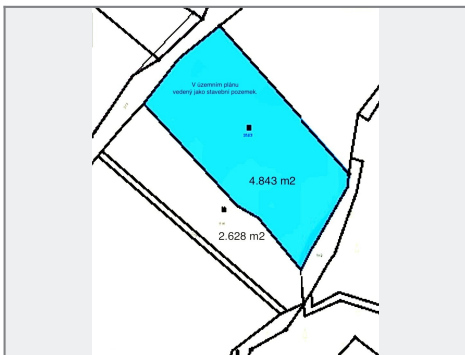 V územním plánu
vedený jako stavební pozemek.
4.843 m2
2.628 m2